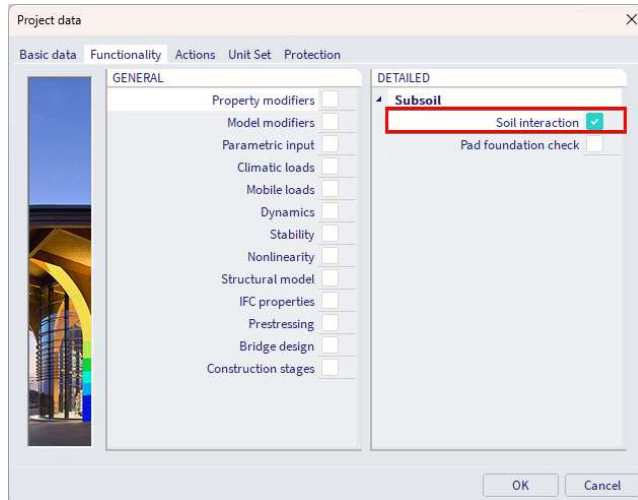 Project data
Basic data Functionality Actions Unit Set Protection
GENERAL
Property modifiers
Model modifiers
Parametric input
Climatic loads
Mobile loads
Dynamics
Stability
Nonlinearity
Structural model
IFC properties
Prestressing
Bridge design
Construction stages
DETAILED
Subsoil
Soil interaction
Pad foundation check
OK Cancel